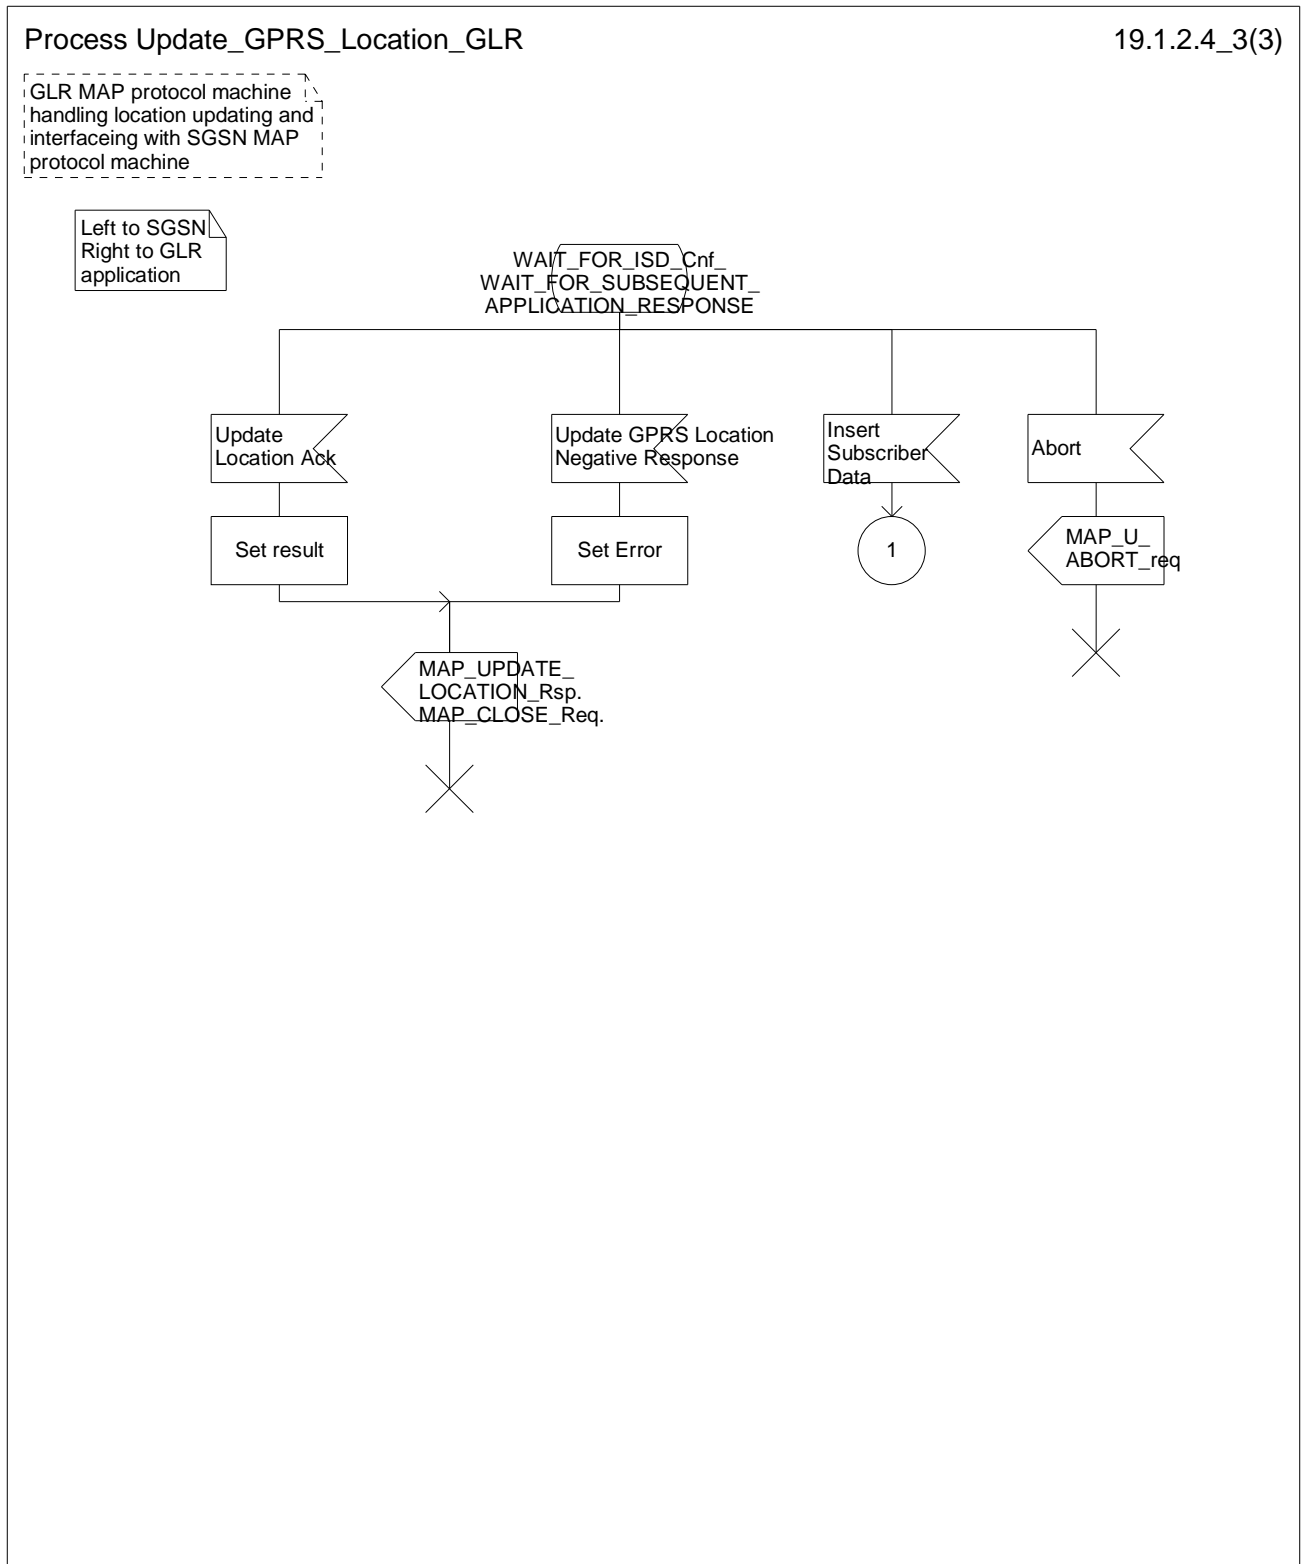 Process Update_GPRS_Location_GLR
19.1.2.4_3(3)
GLR MAP protocol machine
handling location updating and
interfaceing with SGSN MAP
protocol machine
Left to SGSN
Right to GLR
application
WAIT_FOR_ISD_Cnf_
WAIT_FOR_SUBSEQUENT_
APPLICATION_RESPONSE
Update
Location Ack
Update GPRS Location
Negative Response
Insert
Subscriber
Data
Abort
Set result
Set Error
1
MAP_U_
ABORT_req
MAP_UPDATE_
LOCATION_Rsp.
MAP_CLOSE_Req.